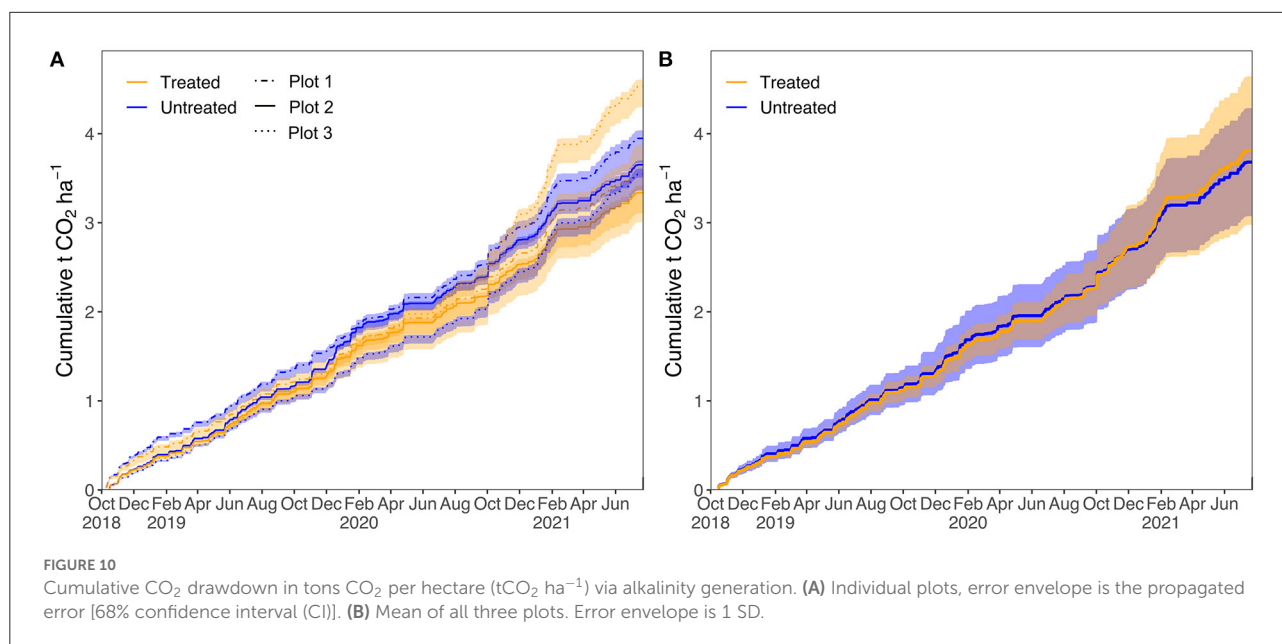 A
Treated
Untreated
Plot 1
Plot 2
Plot 3
Cumulative t CO₂ ha⁻¹
4
3
2
1
0
Oct Dec Feb Apr Jun Aug Oct Dec Feb Apr Jun Aug Oct Dec Feb Apr Jun
2018 2019 2020 2021
B
Treated
Untreated
Cumulative t CO₂ ha⁻¹
4
3
2
1
0
Oct Dec Feb Apr Jun Aug Oct Dec Feb Apr Jun Aug Oct Dec Feb Apr Jun
2018 2019 2020 2021
FIGURE 10
Cumulative CO₂ drawdown in tons CO₂ per hectare (tCO₂ ha⁻¹) via alkalinity generation. (A) Individual plots, error envelope is the propagated
error [68% confidence interval (CI)]. (B) Mean of all three plots. Error envelope is 1 SD.